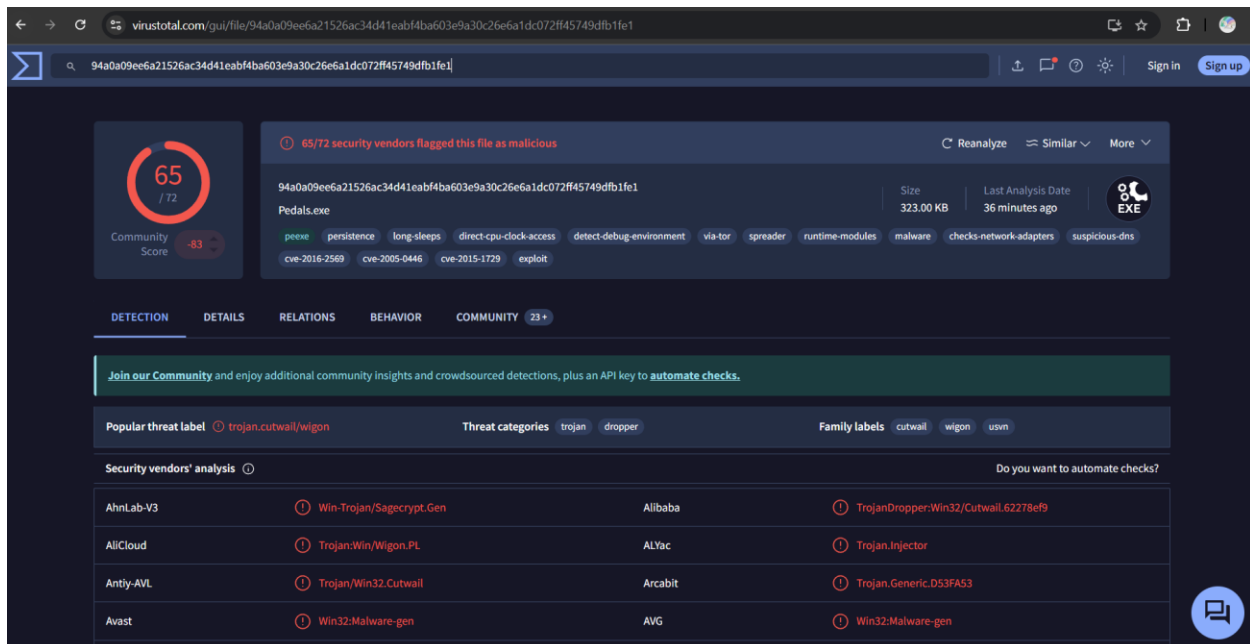 virustotal.com/gui/file/94a0a09ee6a21526ac34d41eabf4ba603e9a30c26e6a1dc072ff45749dfb1fe1
94a0a09ee6a21526ac34d41eabf4ba603e9a30c26e6a1dc072ff45749dfb1fe1
Sign in
Sign up
65
/ 72
Community Score
-83
65/72 security vendors flagged this file as malicious
Reanalyze
Similar
More
94a0a09ee6a21526ac34d41eabf4ba603e9a30c26e6a1dc072ff45749dfb1fe1
Pedals.exe
Size
323.00 KB
Last Analysis Date
36 minutes ago
EXE
peexe persistence long-sleeps direct-cpu-clock-access detect-debug-environment via-tor spreader runtime-modules malware checks-network-adapters suspicious-dns
cve-2016-2569 cve-2005-0446 cve-2015-1729 exploit
DETECTION DETAILS RELATIONS BEHAVIOR COMMUNITY 23+
Join our Community and enjoy additional community insights and crowdsourced detections, plus an API key to automate checks.
Popular threat label trojan.cutwail/wigon Threat categories trojan dropper Family labels cutwail wigon usvn
Security vendors' analysis Do you want to automate checks?
AhnLab-V3 Win-Trojan/Sagecrypt.Gen Alibaba TrojanDropper:Win32/Cutwail.62278ef9
AliCloud Trojan:Win/Wigon.PL ALYac Trojan.Injector
Antiy-AVL Trojan/Win32.Cutwail Arcabit Trojan.Generic.D53FA53
Avast Win32:Malware-gen AVG Win32:Malware-gen